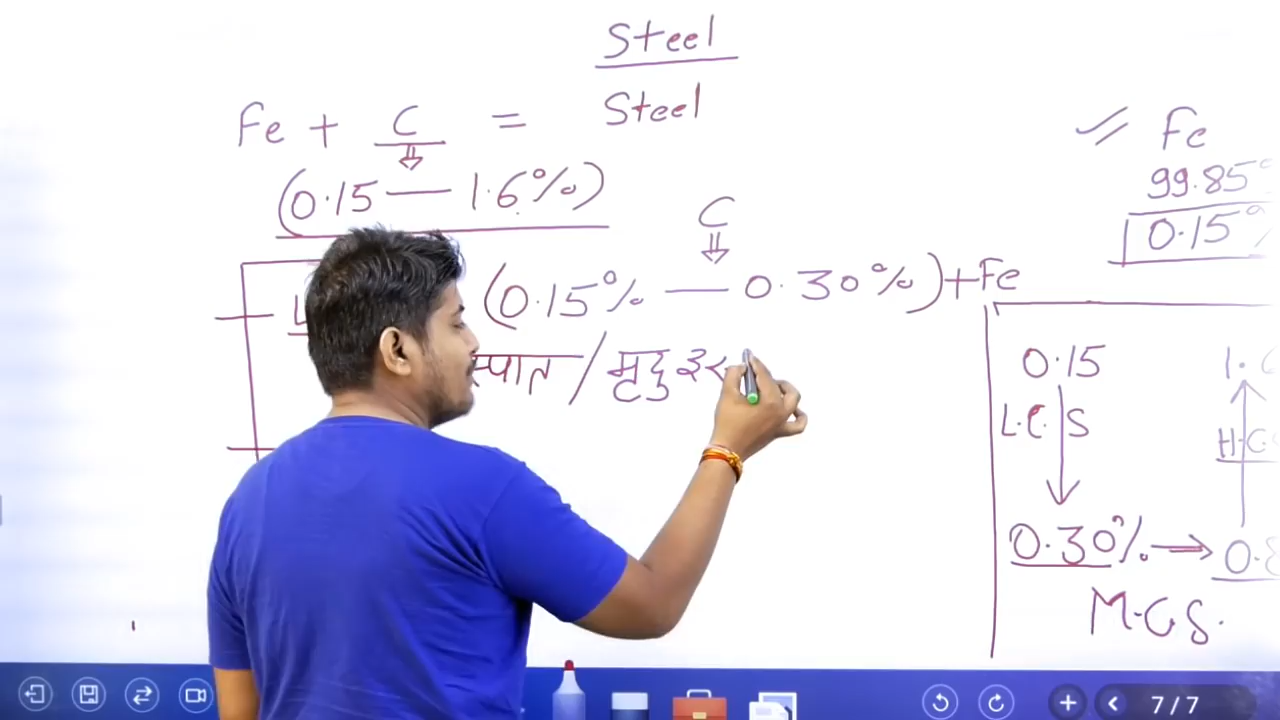 Steel
Fe + C = Steel
(0.15 — 1.6%)
C
(0.15% — 0.30%) + Fe
स्पात / मृदु इस
Fe
99.85%
0.15%
0.15
L.C.S
0.30% →
M.C.S.
H.C.S
7/7